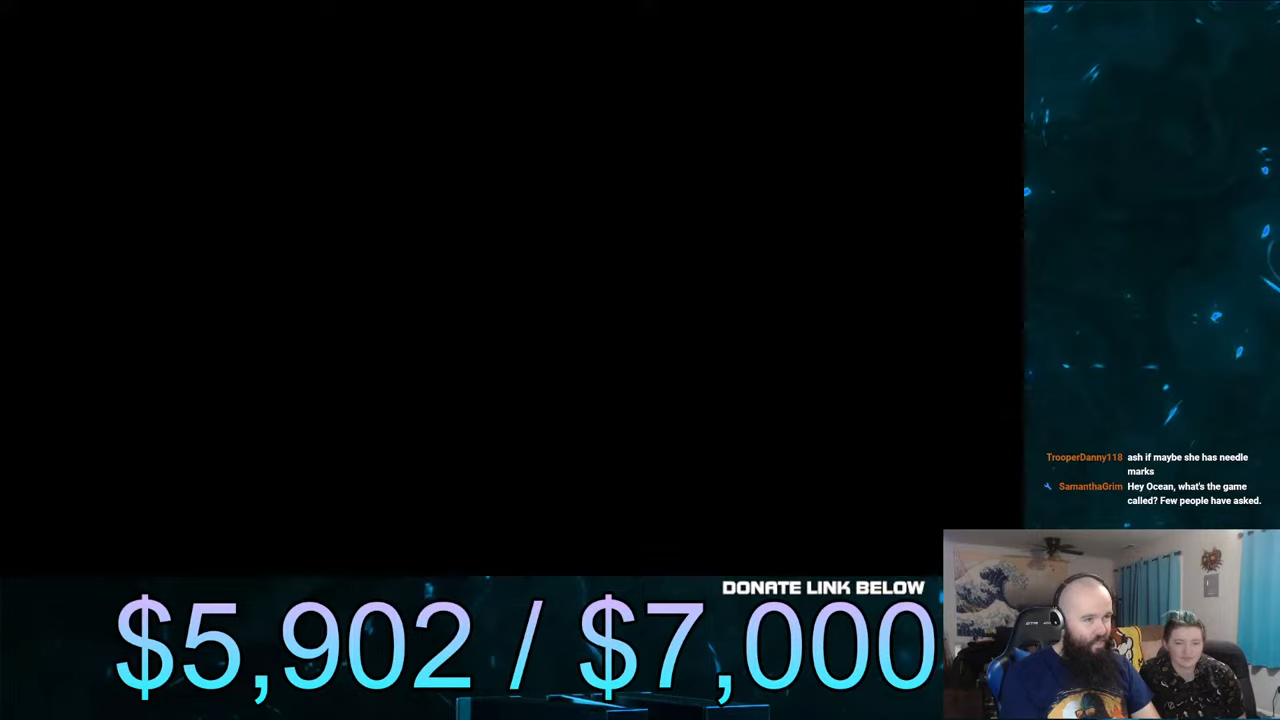 TrooperDanny118 ash if maybe she has needle
marks
SamanthaGrim Hey Ocean, what's the game
called? Few people have asked.
DONATE LINK BELOW
$5,902 / $7,000